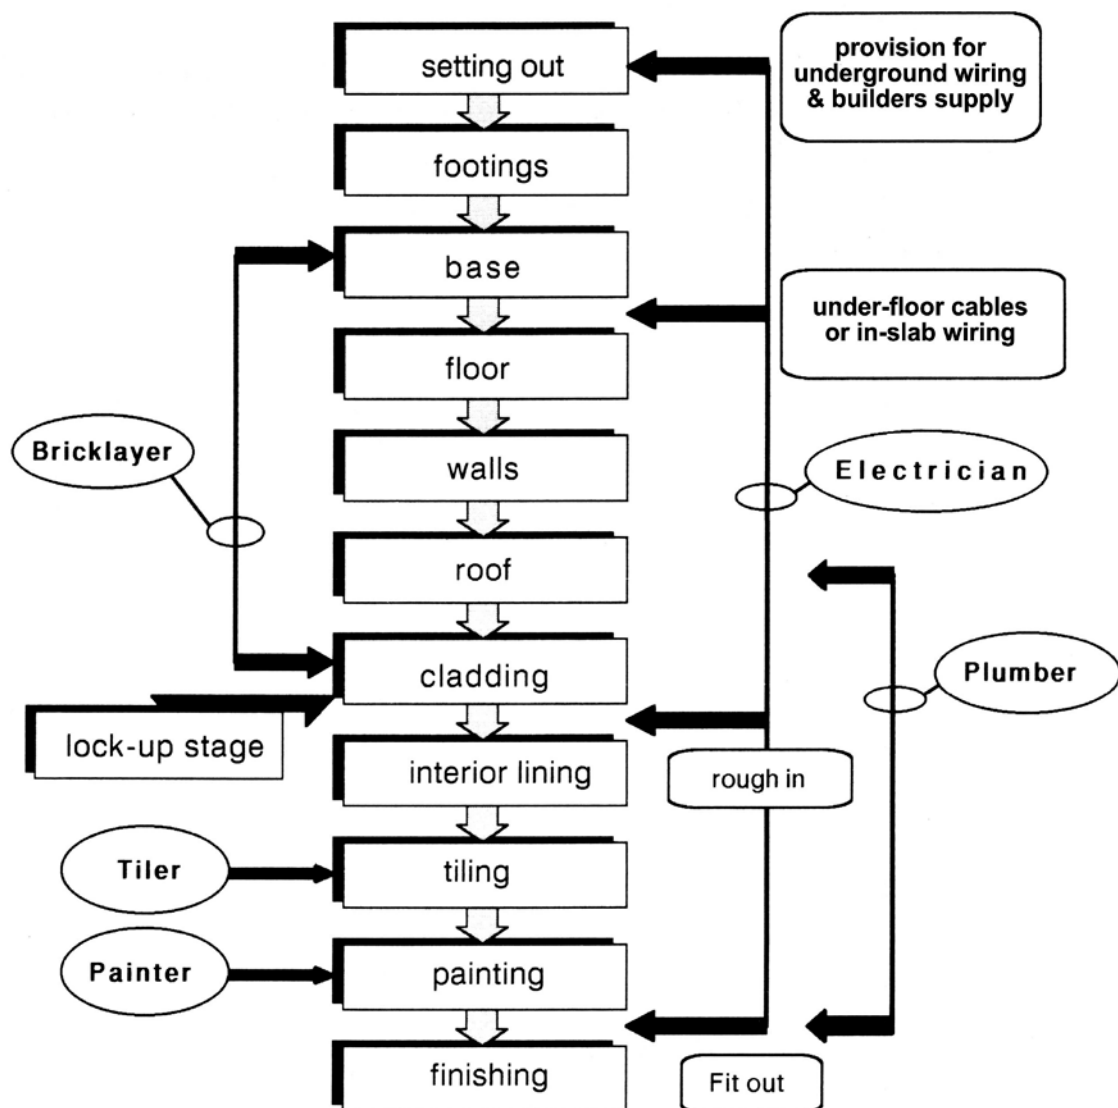 setting out
provision for
underground wiring
& builders supply
footings
base
under-floor cables
or in-slab wiring
floor
Bricklayer
walls
Electrician
roof
cladding
Plumber
lock-up stage
interior lining
rough in
Tiler
tiling
Painter
painting
finishing
Fit out